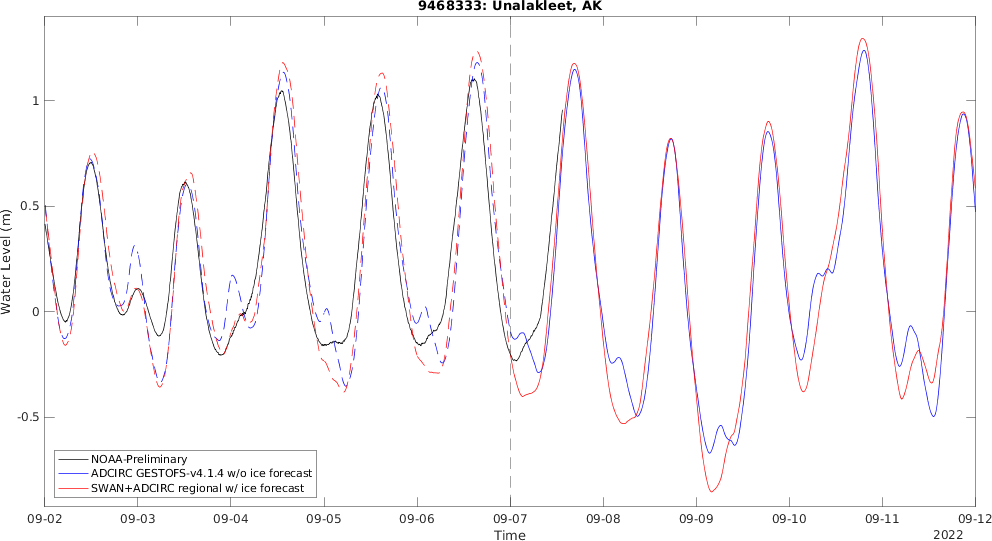 9468333: Unalakleet, AK
Water Level (m)
1
0.5
0
-0.5
NOAA-Preliminary
ADCIRC GESTOFS-v4.1.4 w/o ice forecast
SWAN+ADCIRC regional w/ ice forecast
09-02 09-03 09-04 09-05 09-06 09-07 09-08 09-09 09-10 09-11 09-12
Time
2022